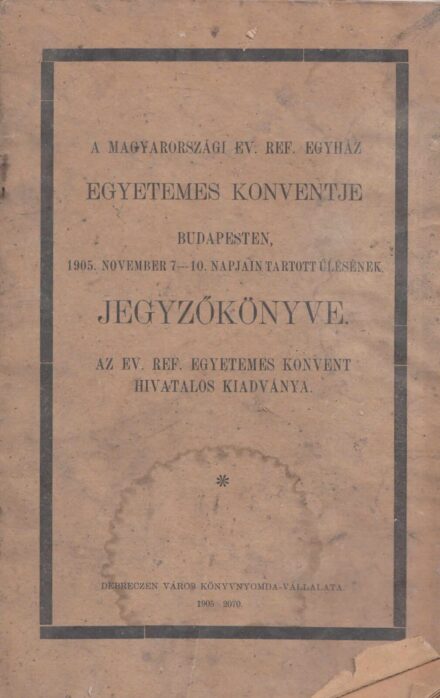 A MAGYARORSZÁGI EV. REF. EGYHÁZ
EGYETEMES KONVENTJE
BUDAPESTEN,
1905. NOVEMBER 7—10. NAPJAIN TARTOTT ÜLÉSÉNEK
JEGYZŐKÖNYVE.
AZ EV. REF. EGYETEMES KONVENT
HIVATALOS KIADVÁNYA.
*
DEBRECZEN VÁROS KÖNYVNYOMDA-VÁLLALATA.
1905 2070.